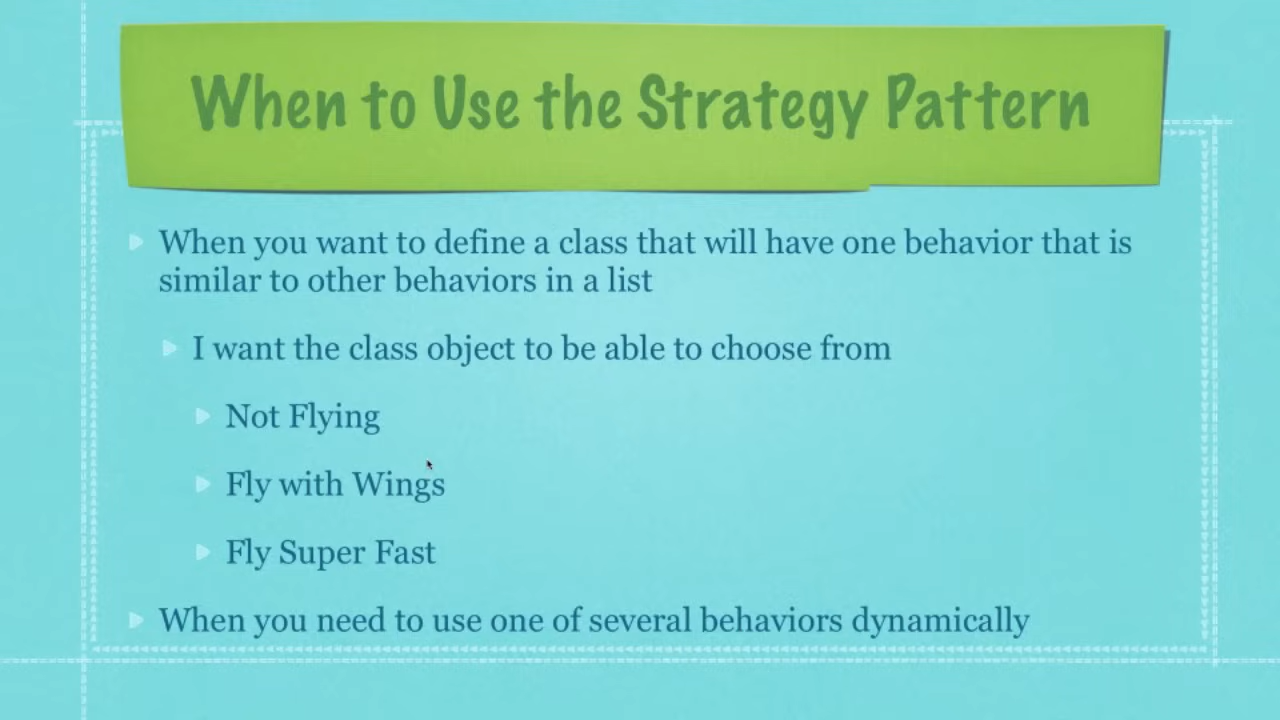 When to Use the Strategy Pattern
When you want to define a class that will have one behavior that is
similar to other behaviors in a list
I want the class object to be able to choose from
Not Flying
Fly with Wings
Fly Super Fast
When you need to use one of several behaviors dynamically